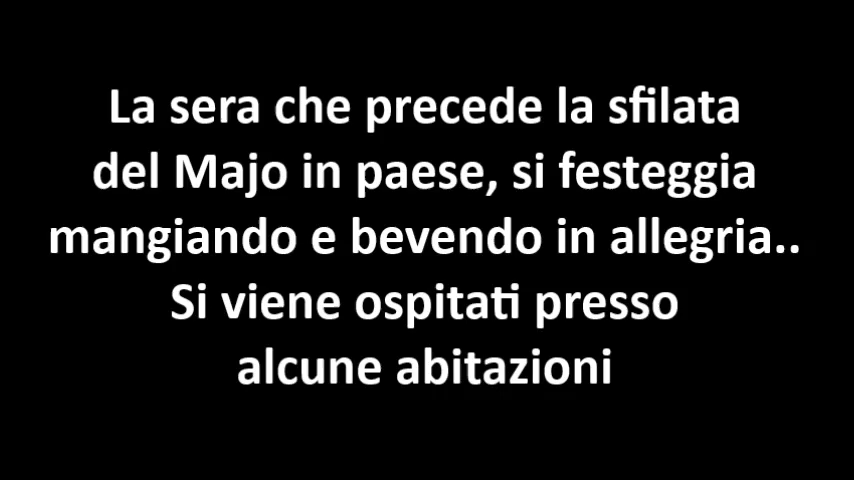 La sera che precede la sfilata
del Majo in paese, si festeggia
mangiando e bevendo in allegria..
Si viene ospitati presso
alcune abitazioni